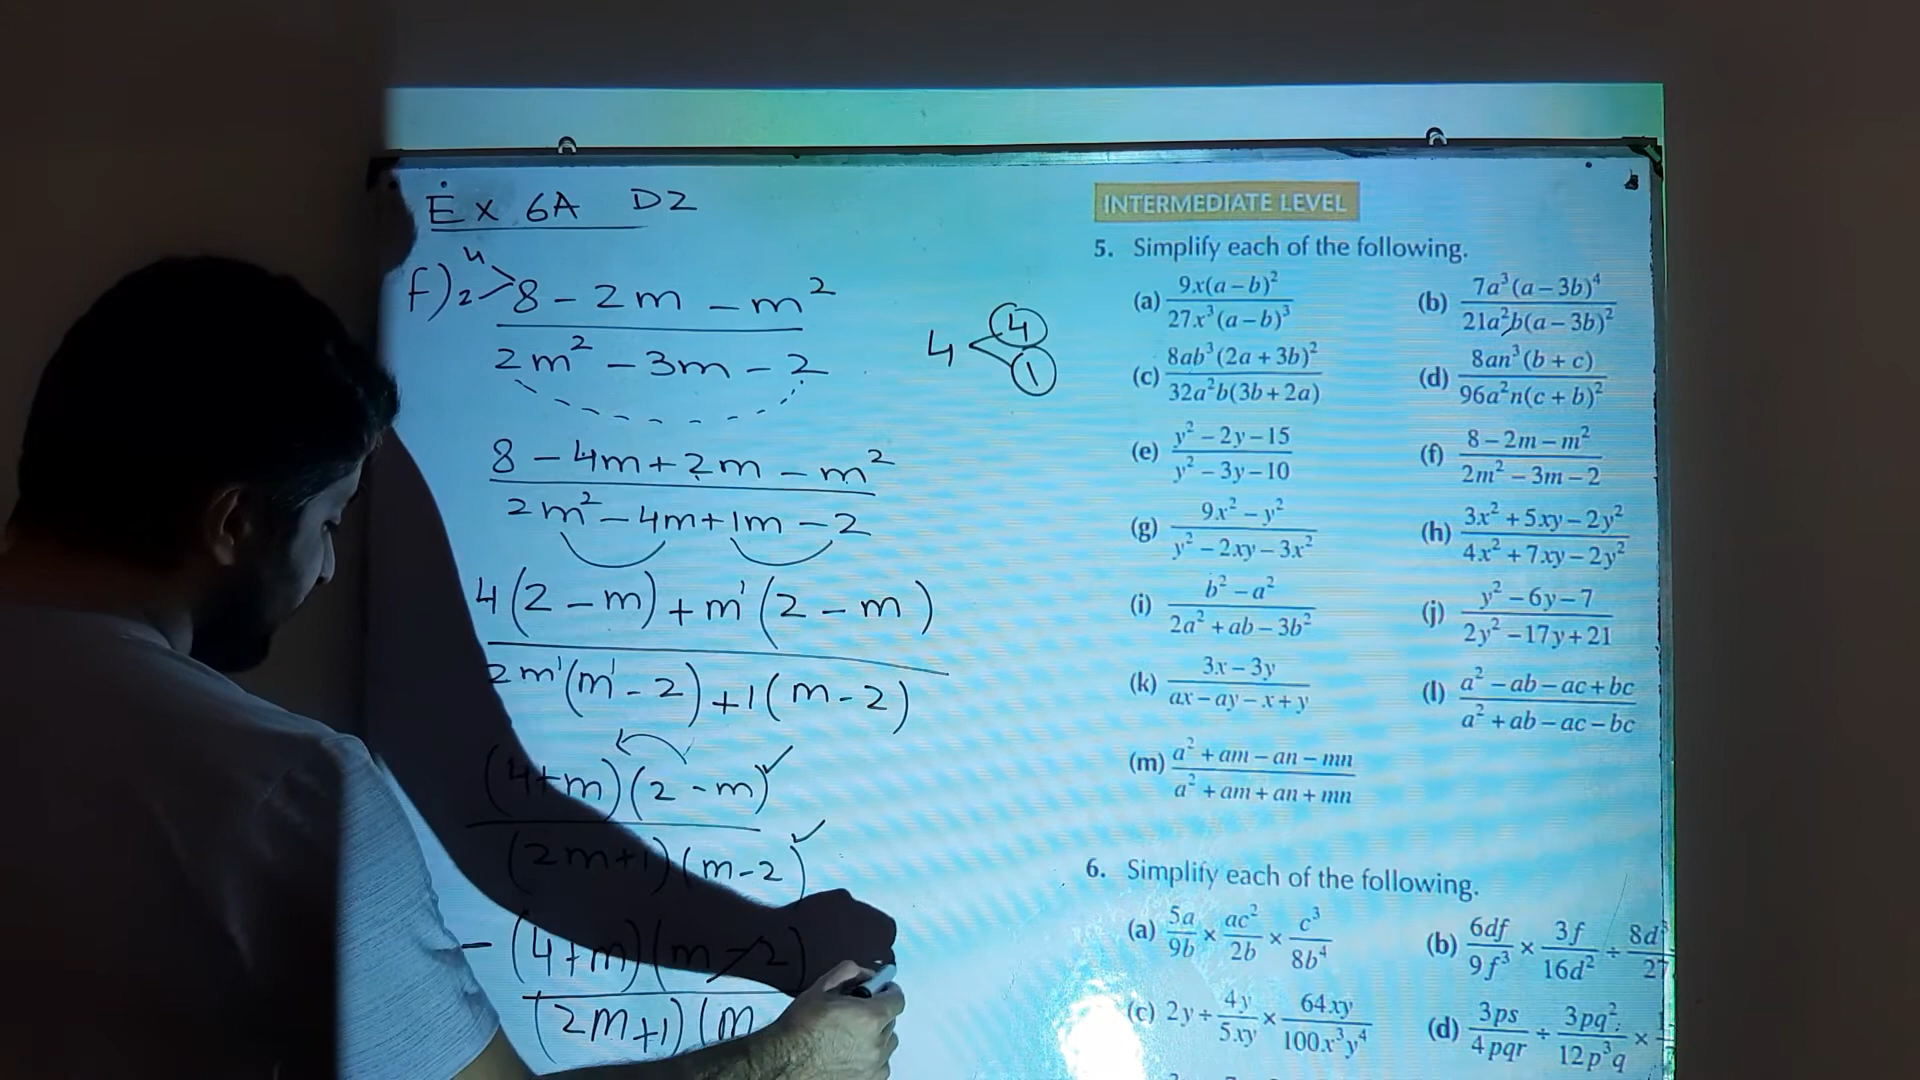 Ex 6A D2
f) 2 4 > 8 - 2m - m²
2m² - 3m - 2
4 < 4 1
8 - 4m + 2m - m²
2m² - 4m + 1m - 2
4(2 - m) + m¹(2 - m)
2m¹(m¹ - 2) + 1(m - 2)
(4+m)(2 - m) ✓
(2m+1)(m-2) ✓
- (4+m)(m-2)
(2m+1)(m
INTERMEDIATE LEVEL
5. Simplify each of the following.
(a) 9x(a – b)² / 27x³(a – b)³
(b) 7a³(a – 3b)⁴ / 21a²b(a – 3b)²
(c) 8ab³(2a + 3b)² / 32a²b(3b + 2a)
(d) 8an³(b + c) / 96a²n(c + b)²
(e) y² – 2y – 15 / y² – 3y – 10
(f) 8 – 2m – m² / 2m² – 3m – 2
(g) 9x² – y² / y² – 2xy – 3x²
(h) 3x² + 5xy – 2y² / 4x² + 7xy – 2y²
(i) b² – a² / 2a² + ab – 3b²
(j) y² – 6y – 7 / 2y² – 17y + 21
(k) 3x – 3y / ax – ay – x + y
(l) a² – ab – ac + bc / a² + ab – ac – bc
(m) a² + am – an – mn / a² + am + an + mn
6. Simplify each of the following.
(a) 5a/9b × ac²/2b × c³/8b⁴
(b) 6df/9f³ × 3f/16d² ÷ 8d³/27
(c) 2y ÷ 4y/5xy × 64xy/100x³y⁴
(d) 3ps/4pqr ÷ 3pq²/12p³q ×